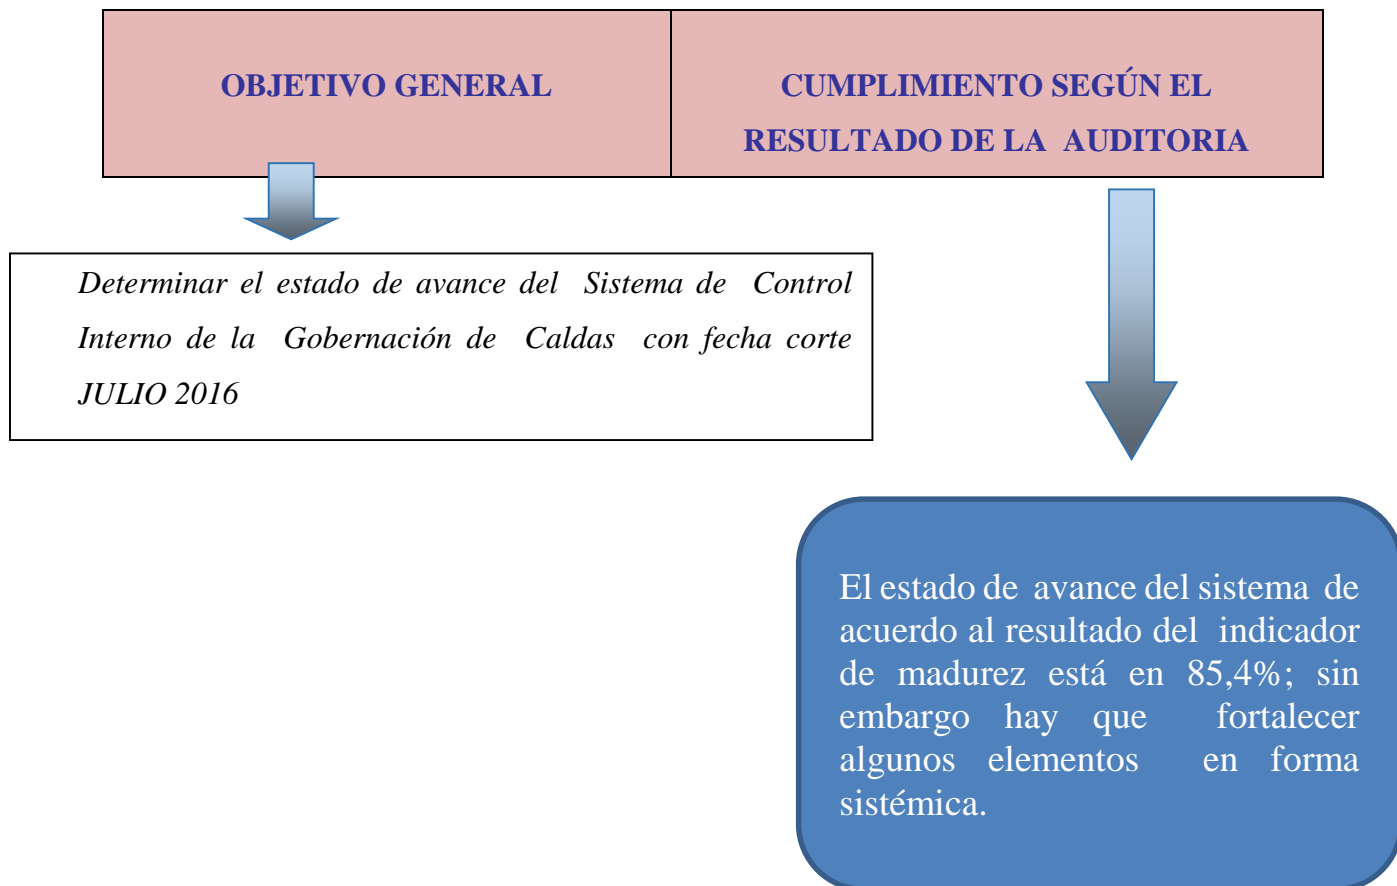 OBJETIVO GENERAL
CUMPLIMIENTO SEGÚN EL
RESULTADO DE LA AUDITORIA
Determinar el estado de avance del Sistema de Control
Interno de la Gobernación de Caldas con fecha corte
JULIO 2016
El estado de avance del sistema de
acuerdo al resultado del indicador
de madurez está en 85,4%; sin
embargo hay que fortalecer
algunos elementos en forma
sistémica.